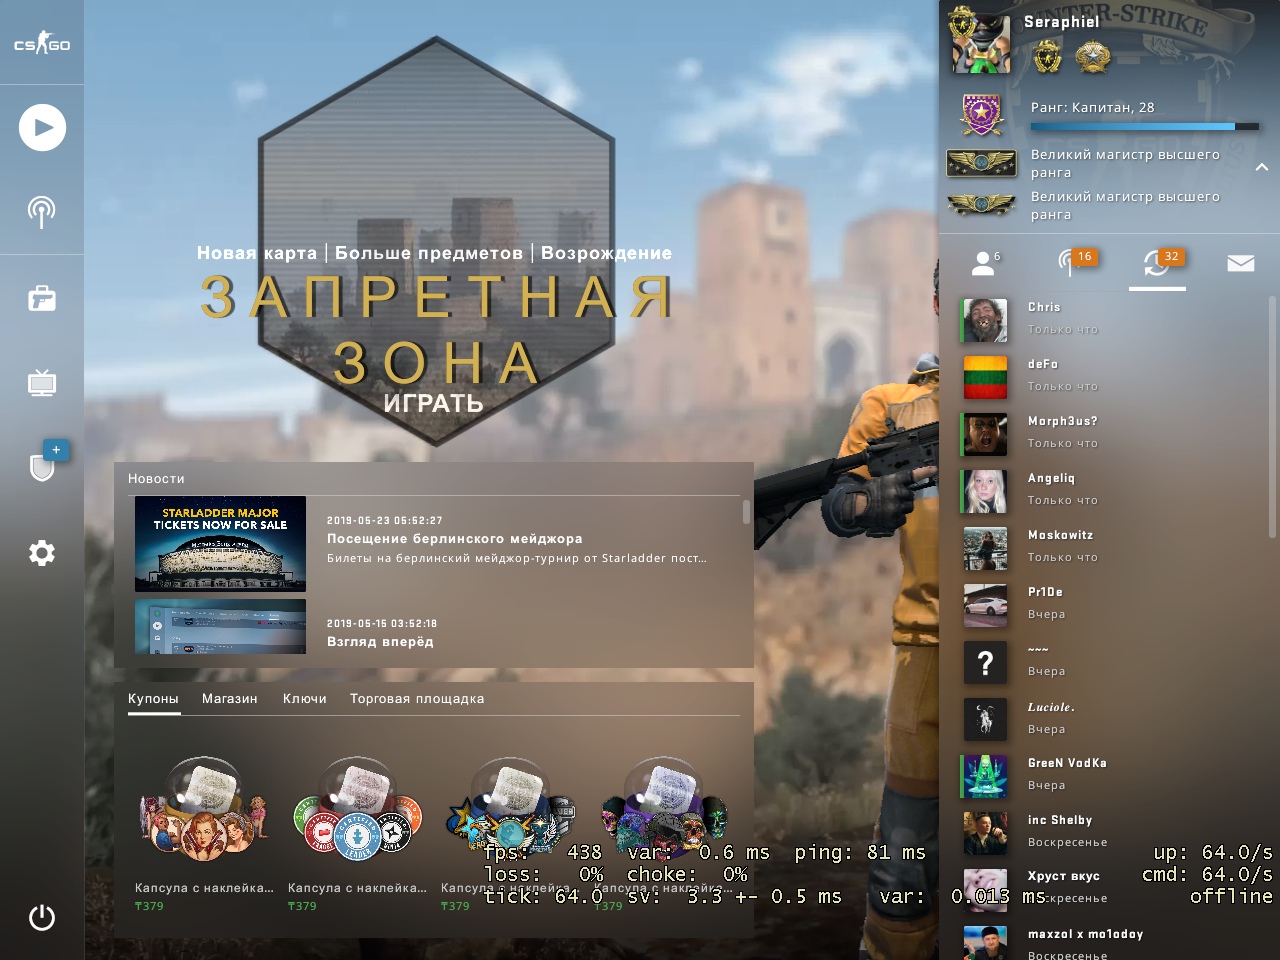 CS GO
Новая карта | Больше предметов | Возрождение
ЗАПРЕТНАЯ
ЗОНА
ИГРАТЬ
Новости
STARLADDER MAJOR
TICKETS NOW FOR SALE
2019-05-23 05:52:27
Посещение берлинского мейджора
Билеты на берлинский мейджор-турнир от Starladder пост...
2019-05-15 03:52:18
Взгляд вперёд
Купоны Магазин Ключи Торговая площадка
Капсула с наклейка... Капсула с наклейка... Капсула с наклейка... Капсула с наклейка...
₸379 ₸379 ₸379 ₸379
fps: 438 var: 0.6 ms ping: 81 ms
loss: 0% choke: 0%
tick: 64.0 sv: 3.3 +- 0.5 ms var: 0.013 ms
up: 64.0/s
cmd: 64.0/s
offline
Seraphiel
Ранг: Капитан, 28
Великий магистр высшего
ранга
Великий магистр высшего
ранга
6 16 32
Chris
Только что
deFo
Только что
Morph3us?
Только что
Angeliq
Только что
Moskowitz
Только что
Pr1De
Вчера
~~~
Вчера
Luciole.
Вчера
GreeN VodKa
Вчера
inc Shelby
Воскресенье
Хруст вкус
Воскресенье
maxzol x mo1odoy
Воскресенье